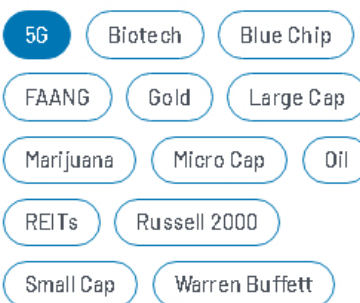 5G Biotech Blue Chip
FAANG Gold Large Cap
Marijuana Micro Cap Oil
REITs Russell 2000
Small Cap Warren Buffett